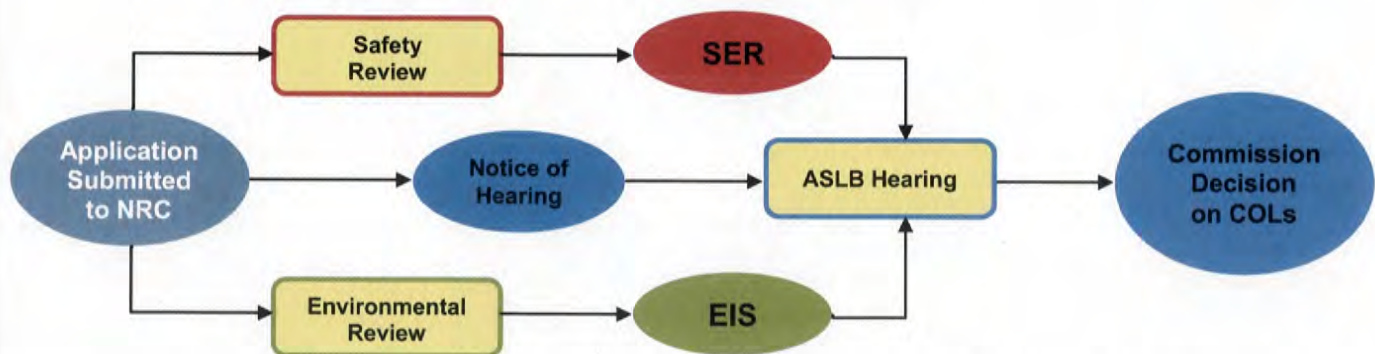 Safety
Review
SER
Application
Submitted
to NRC
Notice of
Hearing
ASLB Hearing
Commission
Decision
on COLs
Environmental
Review
EIS